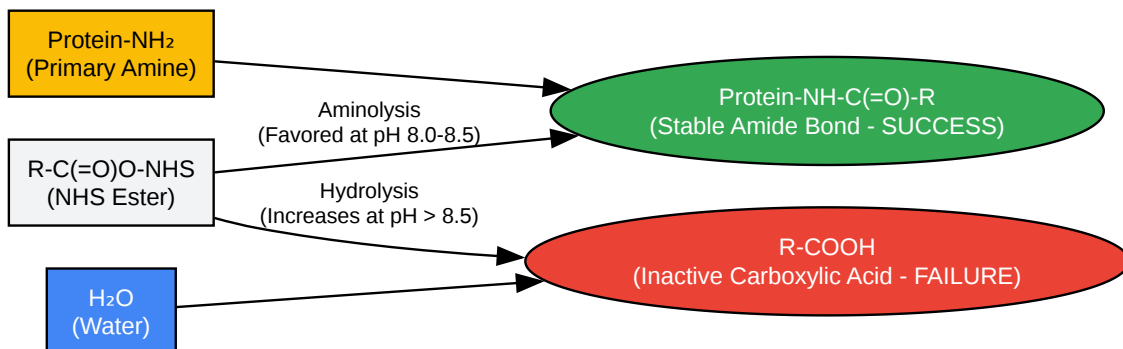 Protein-NH₂
(Primary Amine)
Aminolysis
(Favored at pH 8.0-8.5)
Protein-NH-C(=O)-R
(Stable Amide Bond - SUCCESS)
R-C(=O)O-NHS
(NHS Ester)
Hydrolysis
(Increases at pH > 8.5)
R-COOH
(Inactive Carboxylic Acid - FAILURE)
H₂O
(Water)